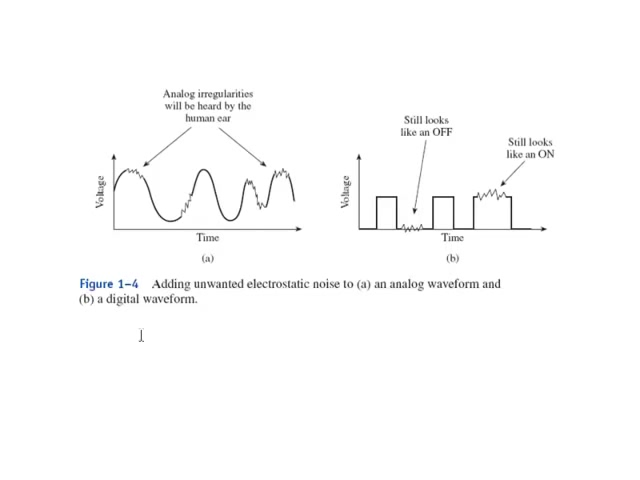 Analog irregularities
will be heard by the
human ear
Voltage
Time
(a)
Still looks
like an OFF
Still looks
like an ON
Voltage
Time
(b)
Figure 1–4 Adding unwanted electrostatic noise to (a) an analog waveform and
(b) a digital waveform.